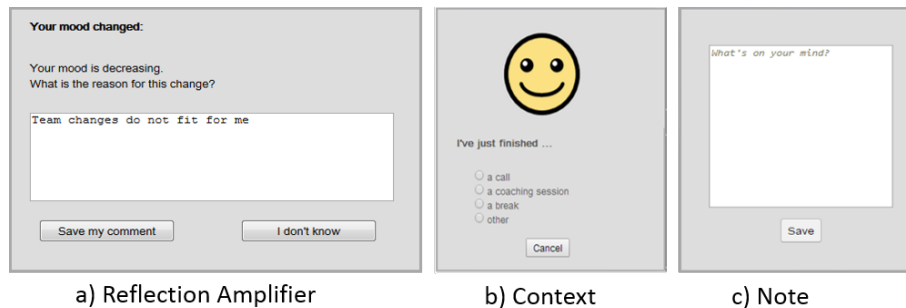 Your mood changed:
Your mood is decreasing.
What is the reason for this change?
Team changes do not fit for me
Save my comment
I don't know
a) Reflection Amplifier
I've just finished ...
a call
a coaching session
a break
other
Cancel
b) Context
What's on your mind?
Save
c) Note